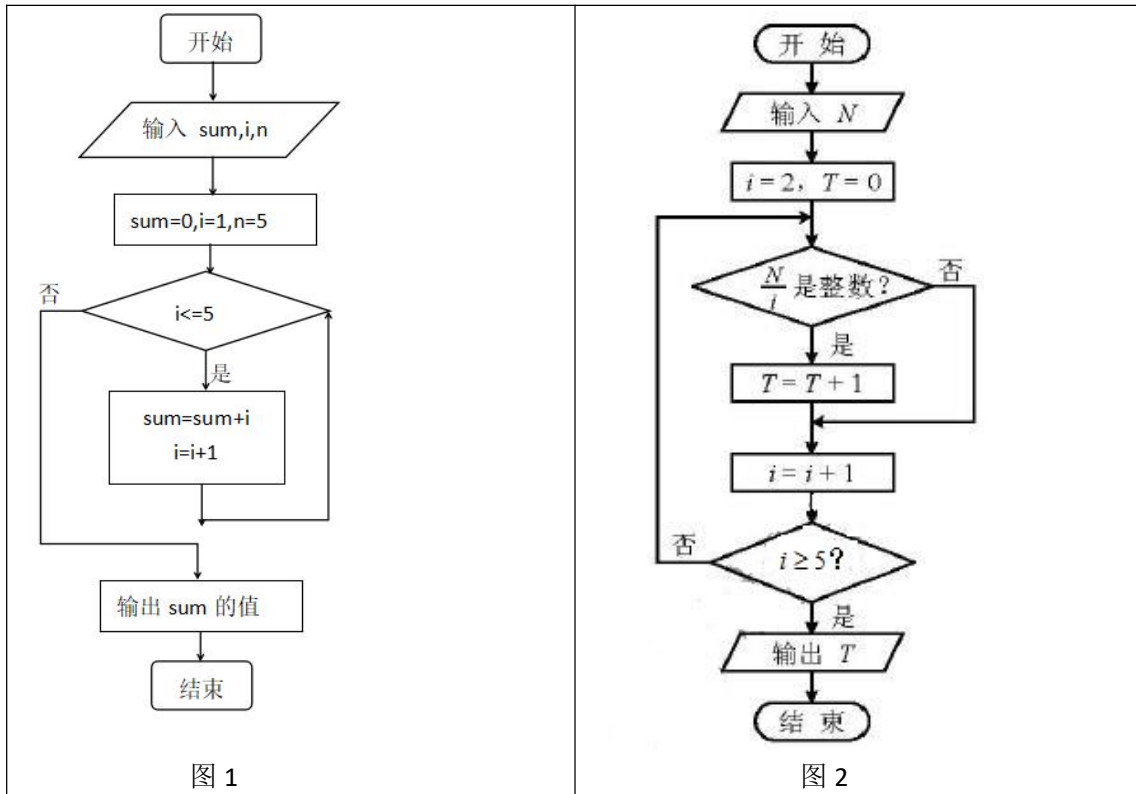 开始
输入 sum,i,n
sum=0,i=1,n=5
否
i<=5
是
sum=sum+i
i=i+1
输出 sum 的值
结束
图 1
开 始
输入 N
i=2, T=0
N/i 是整数?
否
是
T=T+1
i=i+1
否
i≥5?
是
输出 T
结 束
图 2